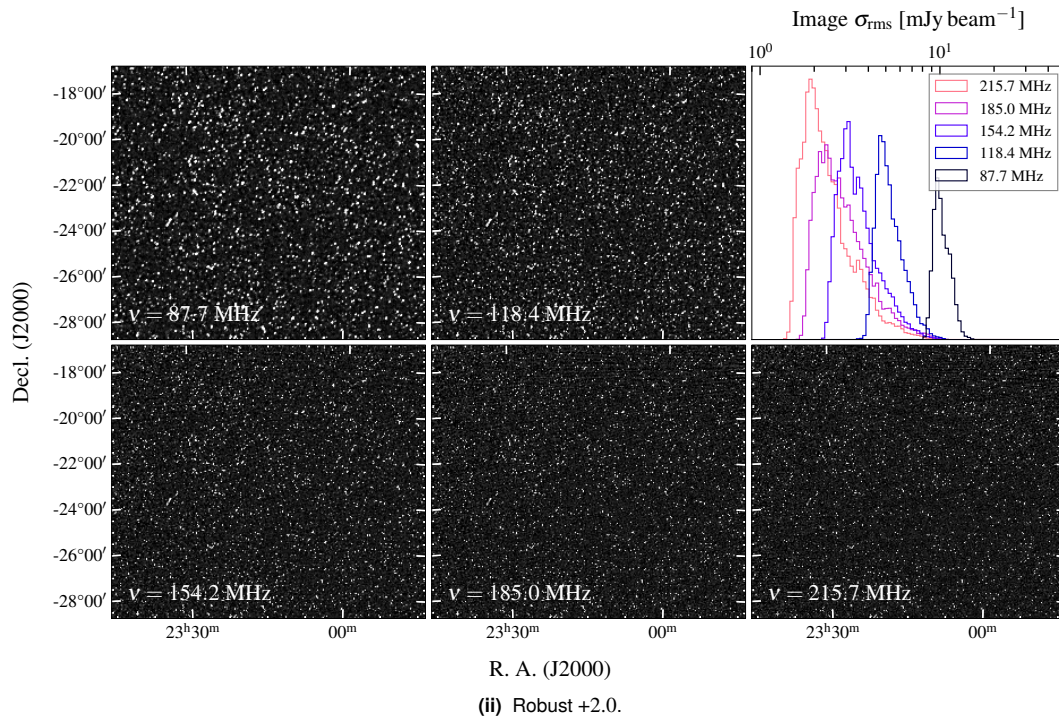 Image σrms [mJy beam−1]
10^0 10^1
215.7 MHz
185.0 MHz
154.2 MHz
118.4 MHz
87.7 MHz
-18°00′
-20°00′
-22°00′
-24°00′
-26°00′
-28°00′
ν = 87.7 MHz
ν = 118.4 MHz
Decl. (J2000)
-18°00′
-20°00′
-22°00′
-24°00′
-26°00′
-28°00′
ν = 154.2 MHz
ν = 185.0 MHz
ν = 215.7 MHz
23h30m 00m 23h30m 00m 23h30m 00m
R. A. (J2000)
(ii) Robust +2.0.